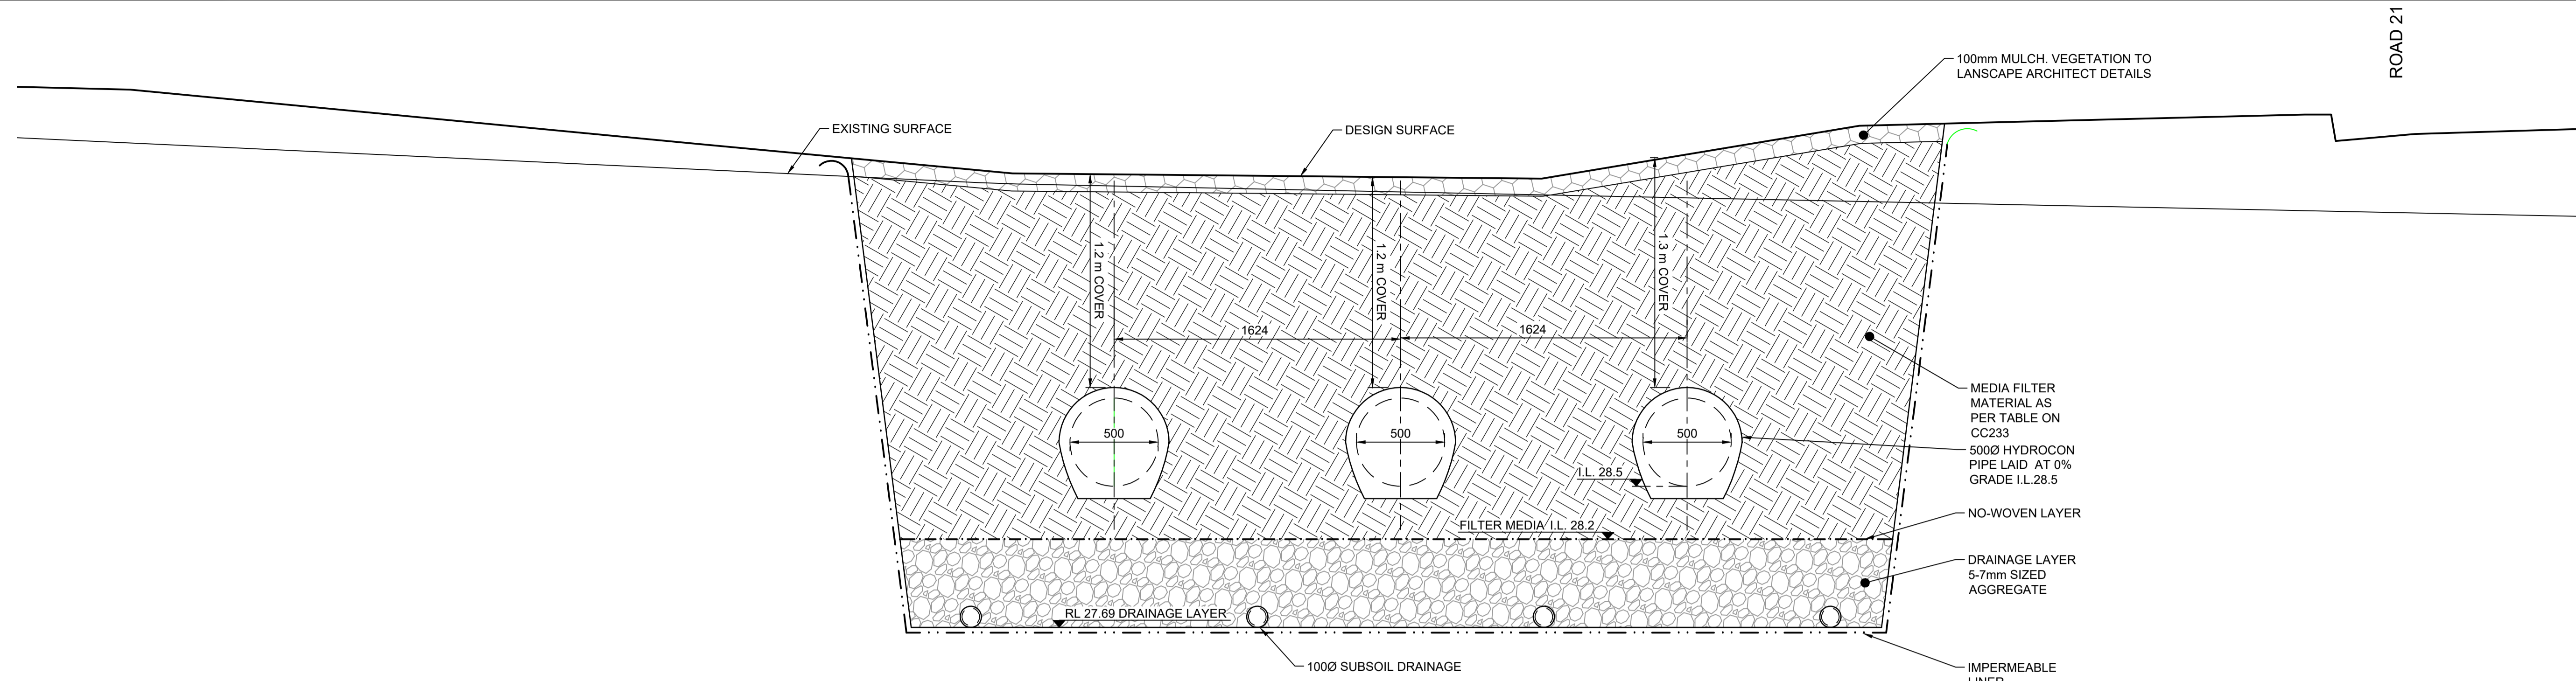 ROAD 21
100mm MULCH. VEGETATION TO
LANSCAPE ARCHITECT DETAILS
EXISTING SURFACE
DESIGN SURFACE
1.2 m COVER
1.2 m COVER
1.3 m COVER
1624
1624
MEDIA FILTER
MATERIAL AS
PER TABLE ON
CC233
500
500
500
500Ø HYDROCON
PIPE LAID AT 0%
GRADE I.L.28.5
I.L. 28.5
NO-WOVEN LAYER
FILTER MEDIA I.L. 28.2
DRAINAGE LAYER
5-7mm SIZED
AGGREGATE
RL 27.69 DRAINAGE LAYER
100Ø SUBSOIL DRAINAGE
IMPERMEABLE
LINER